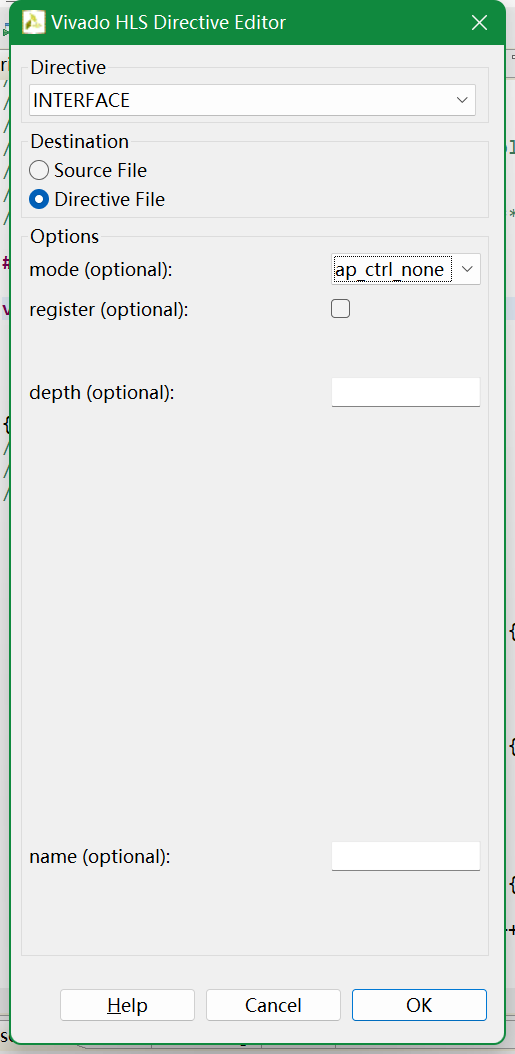 Vivado HLS Directive Editor
Directive
INTERFACE
Destination
Source File
Directive File
Options
mode (optional): ap_ctrl_none
register (optional):
depth (optional):
name (optional):
Help Cancel OK